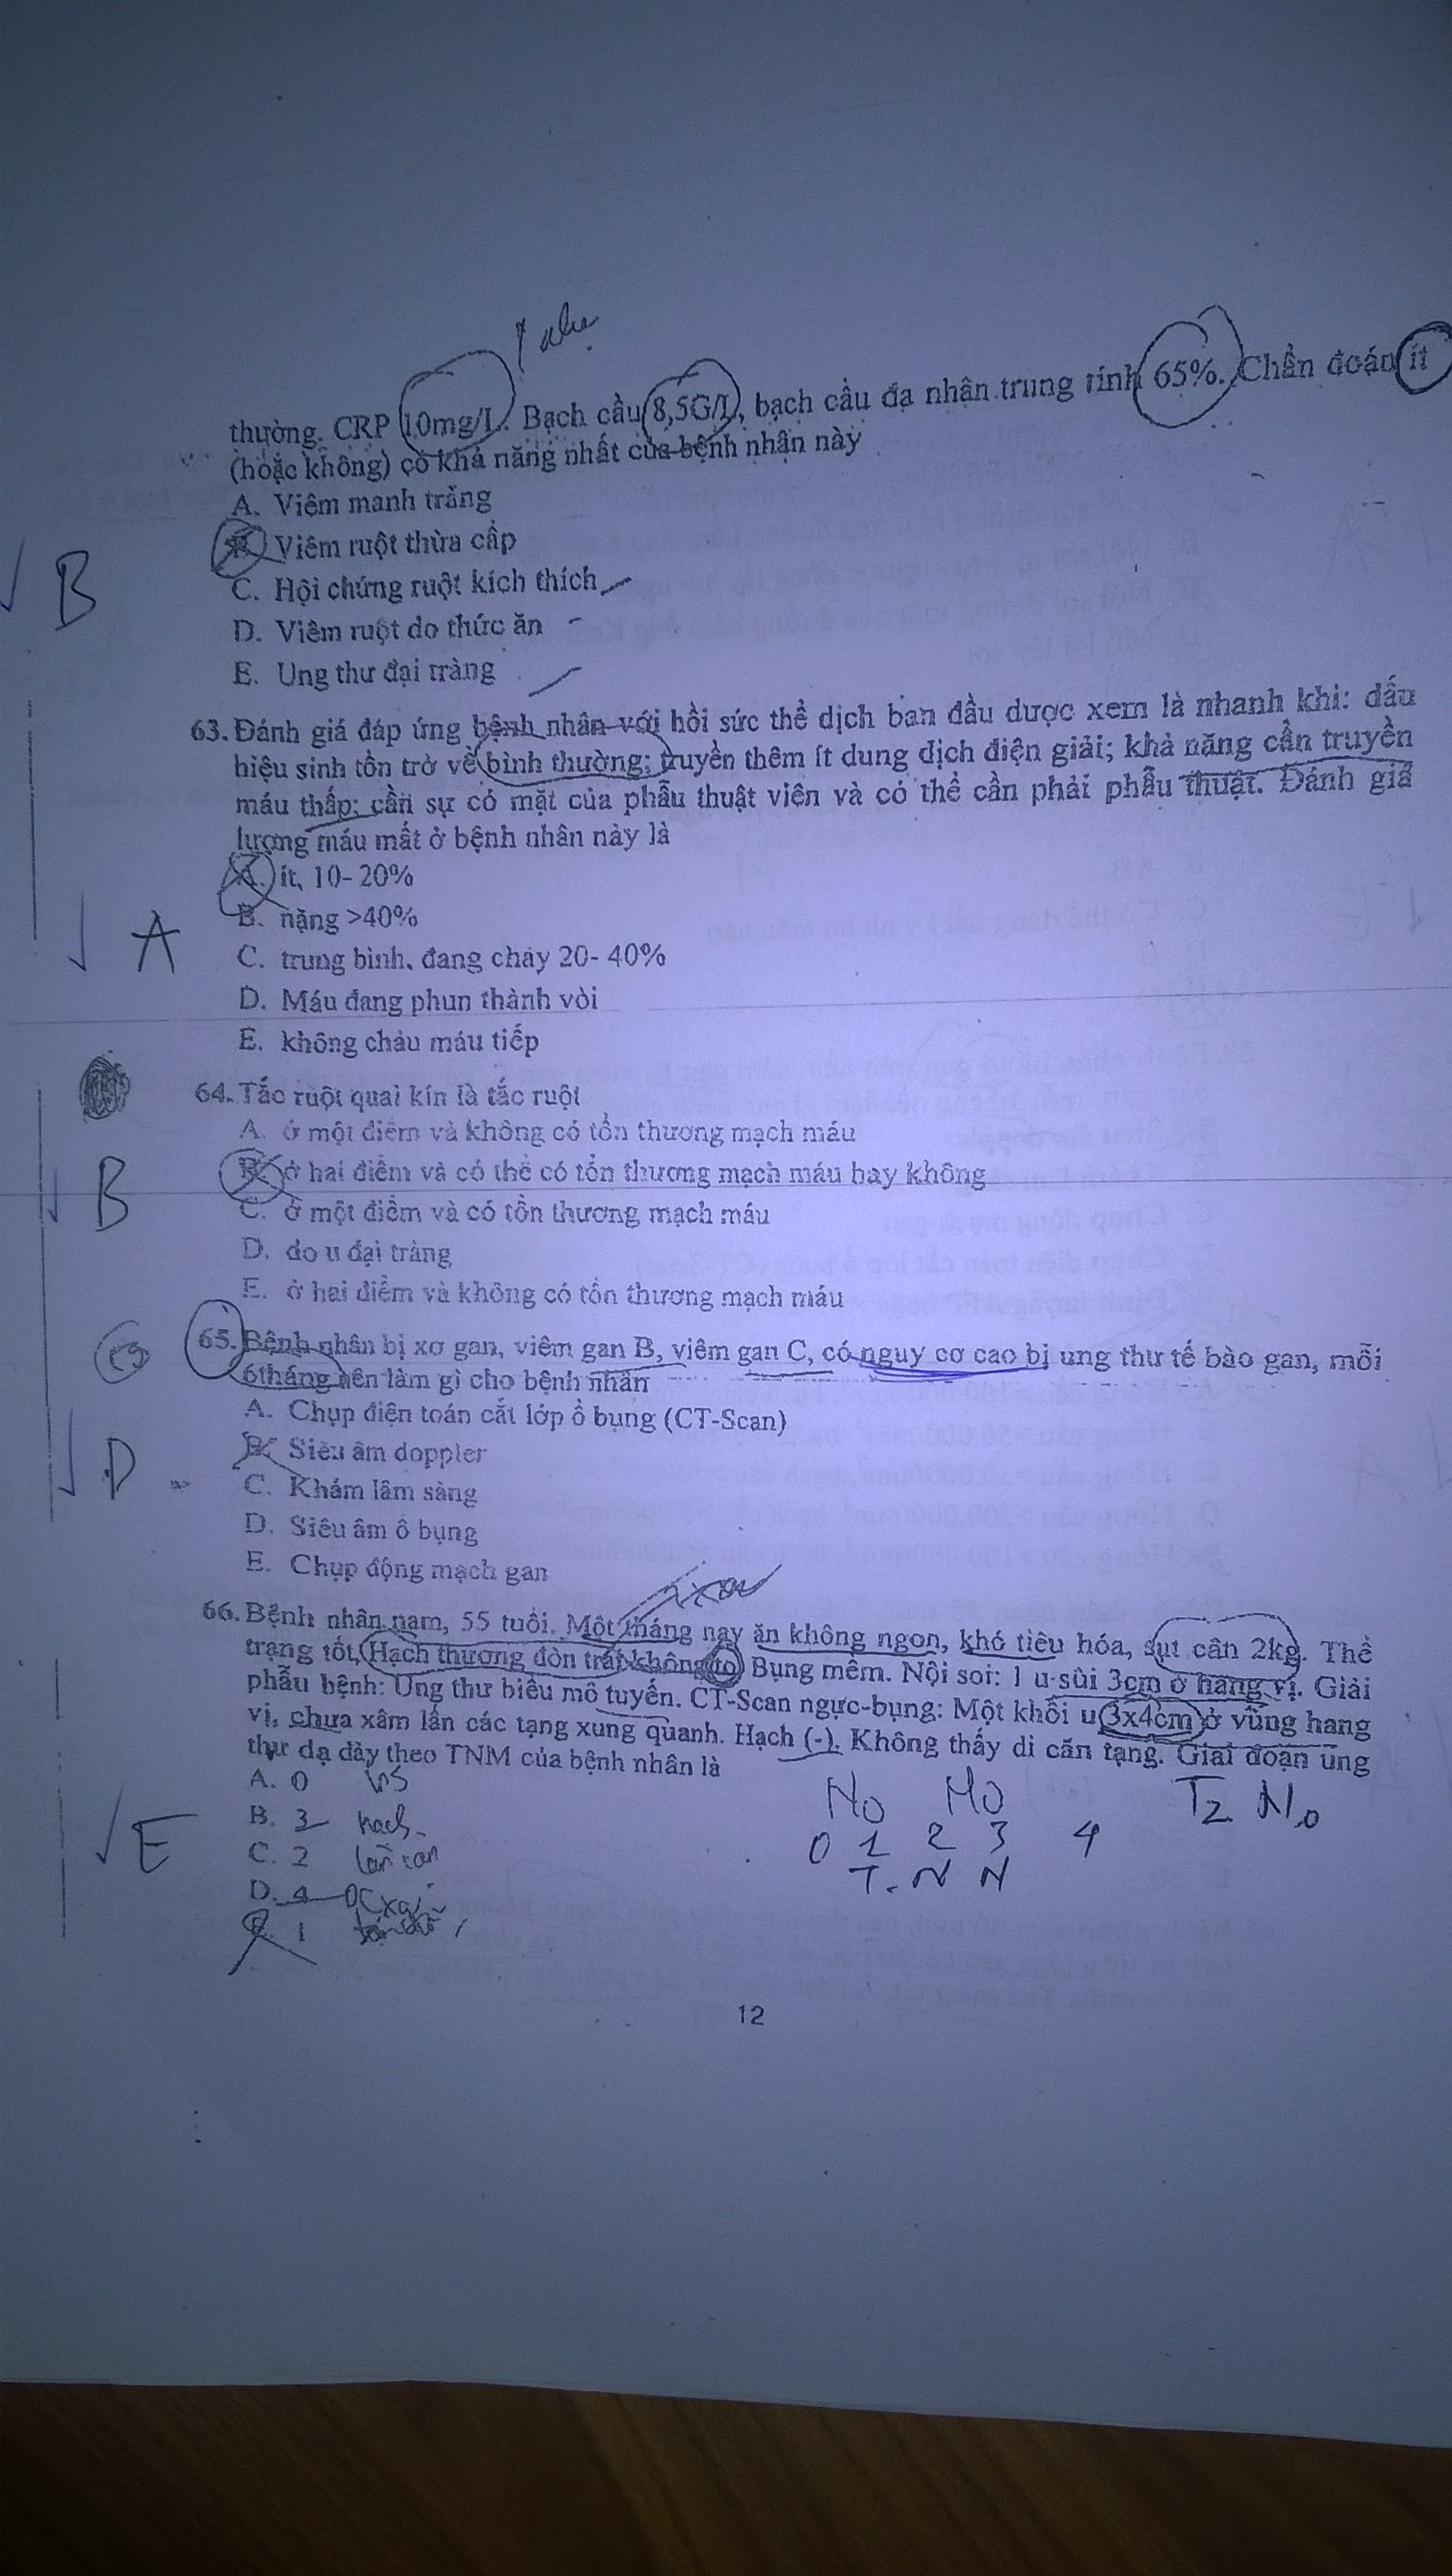 thường. CRP 10mg/L. Bạch cầu 8,5G/L, bạch cầu đa nhân trung tính 65%. Chẩn đoán ít
(hoặc không) có khả năng nhất của bệnh nhân này
A. Viêm manh tràng
B. Viêm ruột thừa cấp
B
C. Hội chứng ruột kích thích
D. Viêm ruột do thức ăn
E. Ung thư đại tràng
63. Đánh giá đáp ứng bệnh nhân với hồi sức thể dịch ban đầu được xem là nhanh khi: dấu
hiệu sinh tồn trở về bình thường; truyền thêm ít dung dịch điện giải; khả năng cần truyền
máu thấp; cần sự có mặt của phẫu thuật viên và có thể cần phải phẫu thuật. Đánh giá
lượng máu mất ở bệnh nhân này là
A. ít, 10- 20%
B. nặng >40%
A
C. trung bình, đang chảy 20- 40%
D. Máu đang phun thành vòi
E. không chảu máu tiếp
64. Tắc ruột quai kín là tắc ruột
A. ở một điểm và không có tổn thương mạch máu
B. ở hai điểm và có thể có tổn thương mạch máu hay không
B
C. ở một điểm và có tổn thương mạch máu
D. do u đại tràng
E. ở hai điểm và không có tổn thương mạch máu
65. Bệnh nhân bị xơ gan, viêm gan B, viêm gan C, có nguy cơ cao bị ung thư tế bào gan, mỗi
6tháng nên làm gì cho bệnh nhân
A. Chụp điện toán cắt lớp ổ bụng (CT-Scan)
B. Siêu âm doppler
D
C. Khám lâm sàng
D. Siêu âm ổ bụng
E. Chụp động mạch gan
66. Bệnh nhân nam, 55 tuổi. Một tháng nay ăn không ngon, khó tiêu hóa, sụt cân 2kg. Thể
trạng tốt. Hạch thượng đòn trái không to. Bụng mềm. Nội soi: 1 u sùi 3cm ở hang vị. Giải
phẫu bệnh: Ung thư biểu mô tuyến. CT-Scan ngực-bụng: Một khối u 3x4cm ở vùng hang
vị, chưa xâm lấn các tạng xung quanh. Hạch (-). Không thấy di căn tạng. Giai đoạn ung
thư dạ dày theo TNM của bệnh nhân là
A. 0
N0 M0 T2 N0
B. 3 hạch
0 1 2 3 4
E
C. 2
T N N
D. 4
E. 1
12